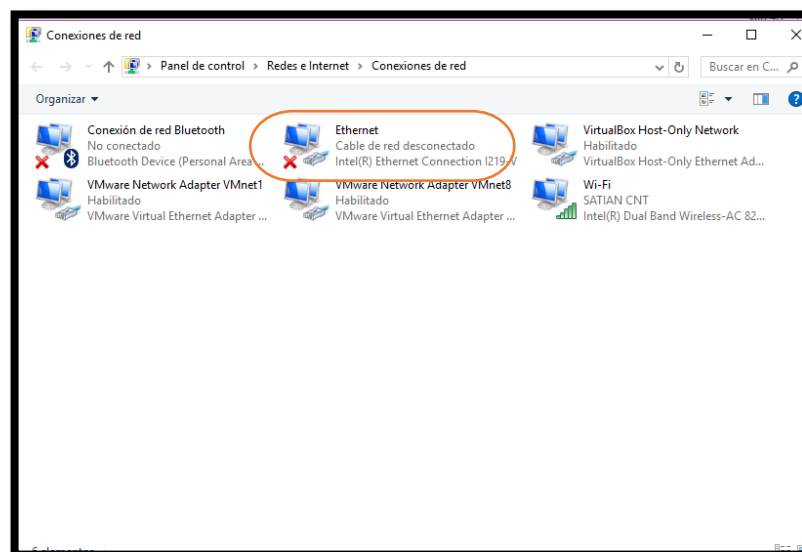 Conexiones de red
Panel de control > Redes e Internet > Conexiones de red
Buscar en C...
Organizar
Conexión de red Bluetooth
No conectado
Bluetooth Device (Personal Area ...
Ethernet
Cable de red desconectado
Intel(R) Ethernet Connection I219-V
VirtualBox Host-Only Network
Habilitado
VirtualBox Host-Only Ethernet Ad...
VMware Network Adapter VMnet1
Habilitado
VMware Virtual Ethernet Adapter ...
VMware Network Adapter VMnet8
Habilitado
VMware Virtual Ethernet Adapter ...
Wi-Fi
SATIAN CNT
Intel(R) Dual Band Wireless-AC 82...
6 elementos